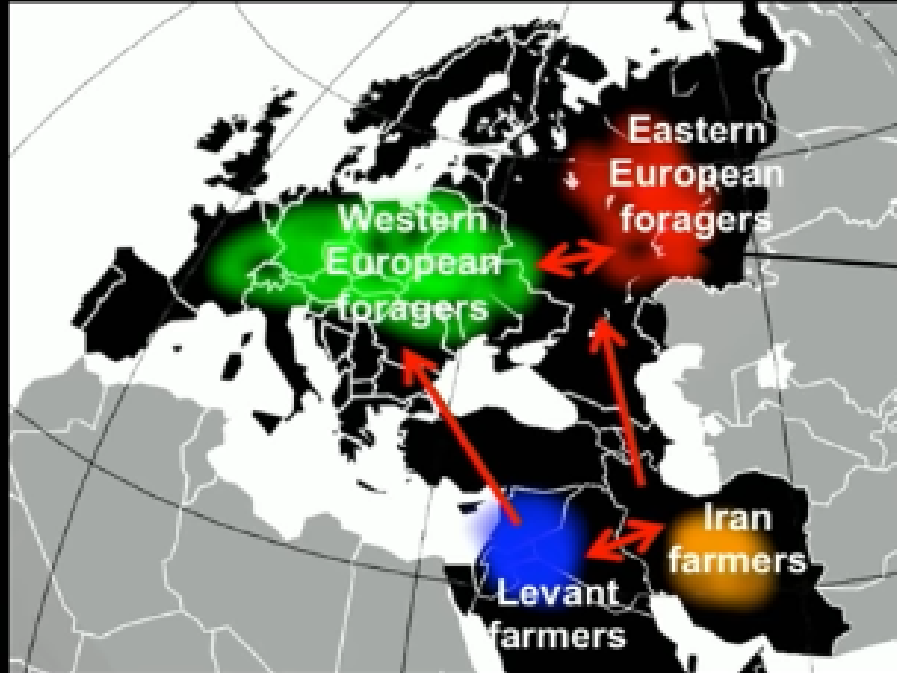 Eastern
European
foragers
Western
European
foragers
Iran
farmers
Levant
farmers